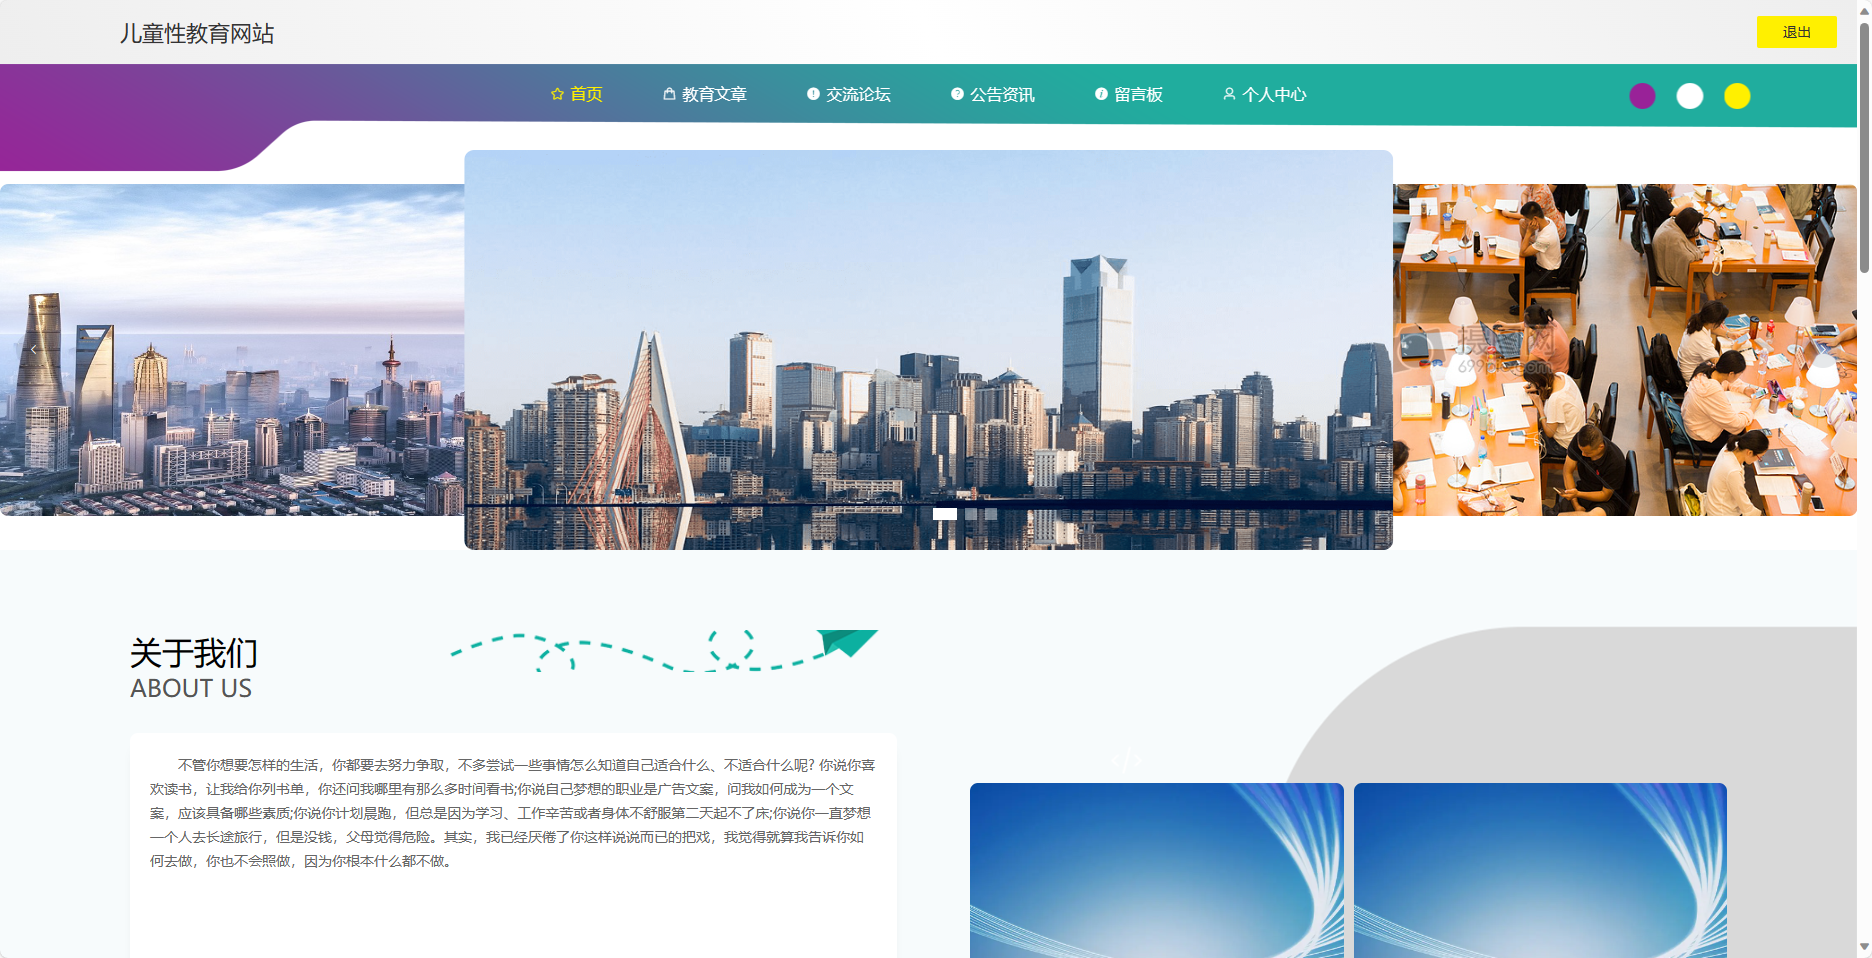 儿童性教育网站
退出
首页
教育文章
交流论坛
公告资讯
留言板
个人中心
摄图网
699pic.com
关于我们
ABOUT US
不管你想要怎样的生活，你都要去努力争取，不多尝试一些事情怎么知道自己适合什么、不适合什么呢? 你说你喜
欢读书，让我给你列书单，你还问我哪里有那么多时间看书;你说自己梦想的职业是广告文案，问我如何成为一个文
案，应该具备哪些素质;你说你计划晨跑，但总是因为学习、工作辛苦或者身体不舒服第二天起不了床;你说你一直梦想
一个人去长途旅行，但是没钱，父母觉得危险。其实，我已经厌倦了你这样说说而已的把戏，我觉得就算我告诉你如
何去做，你也不会照做，因为你根本什么都不做。